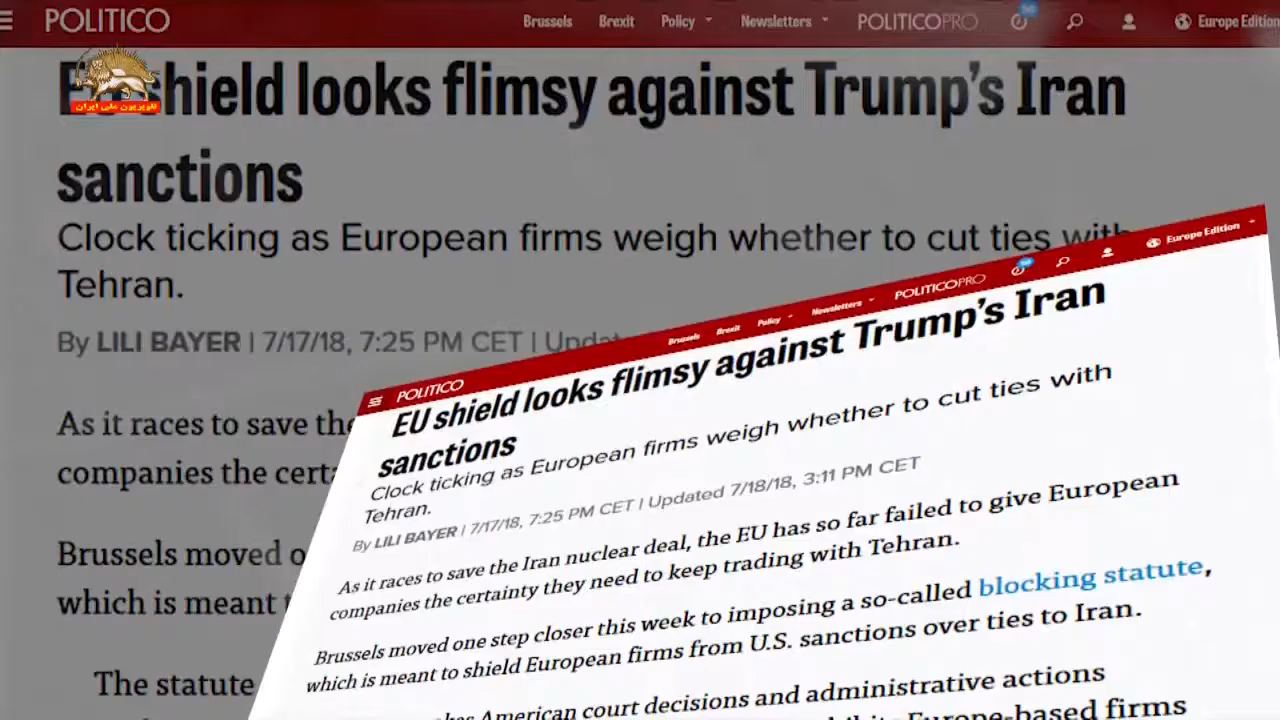 POLITICO
Brussels Brexit Policy Newsletters POLITICOPRO Europe Edition
shield looks flimsy against Trump's Iran
sanctions
Clock ticking as European firms weigh whether to cut ties with
Tehran.
By LILI BAYER | 7/17/18, 7:25 PM CET |
As it races to save the
companies the
Brussels moved
which is meant
The statute
تلویزیون ملی ایران
POLITICO
Brussels Brexit Policy Newsletters POLITICOPRO Europe Edition
EU shield looks flimsy against Trump's Iran
sanctions
Clock ticking as European firms weigh whether to cut ties with
Tehran.
By LILI BAYER | 7/17/18, 7:25 PM CET | Updated 7/18/18, 3:11 PM CET
As it races to save the Iran nuclear deal, the EU has so far failed to give European
companies the certainty they need to keep trading with Tehran.
Brussels moved one step closer this week to imposing a so-called blocking statute,
which is meant to shield European firms from U.S. sanctions over ties to Iran.
American court decisions and administrative actions
Europe-based firms